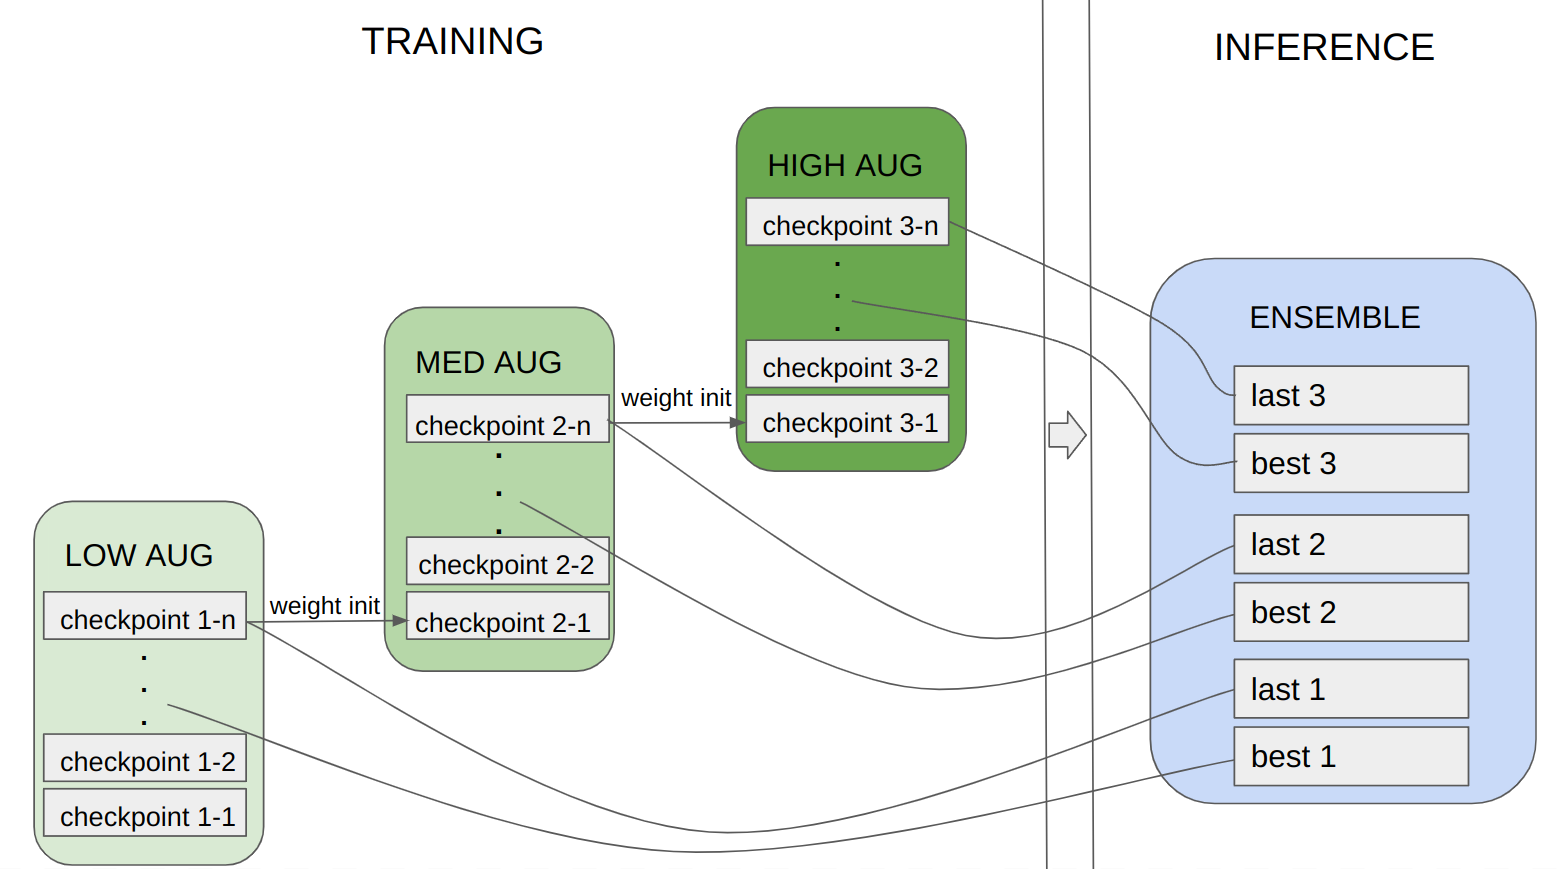 TRAINING
INFERENCE
HIGH AUG
checkpoint 3-n
.
.
.
checkpoint 3-2
checkpoint 3-1
MED AUG
checkpoint 2-n
.
.
.
checkpoint 2-2
checkpoint 2-1
weight init
LOW AUG
checkpoint 1-n
.
.
.
checkpoint 1-2
checkpoint 1-1
weight init
ENSEMBLE
last 3
best 3
last 2
best 2
last 1
best 1